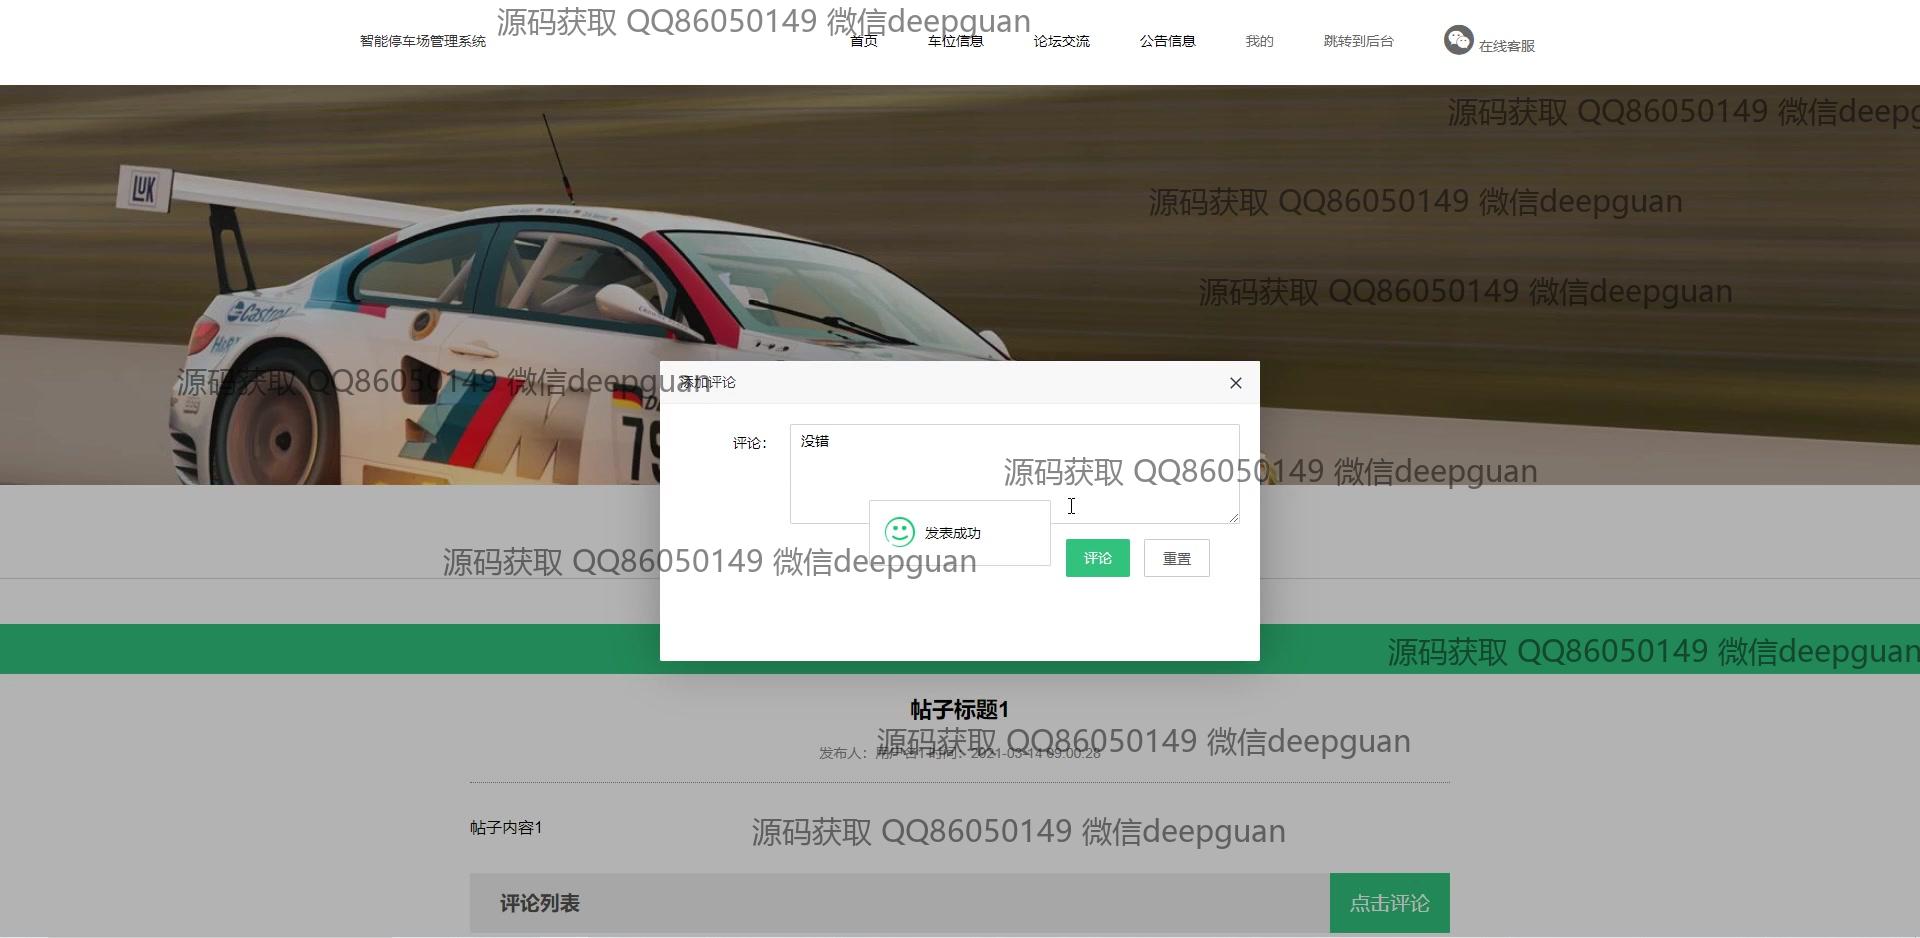 源码获取 QQ86050149 微信deepguan
智能停车场管理系统 首页 车位信息 论坛交流 公告信息 我的 跳转到后台 在线客服
源码获取 QQ86050149 微信deepg
LUK
源码获取 QQ86050149 微信deepguan
源码获取 QQ86050149 微信deepguan
Castrol
H&R
源码获取 QQ86050149 微信deepguan
添加评论
评论： 没错
M
79
源码获取 QQ86050149 微信deepguan
发表成功
源码获取 QQ86050149 微信deepguan
评论 重置
源码获取 QQ86050149 微信deepguan
帖子标题1
源码获取 QQ86050149 微信deepguan
发布人：用户名1 时间：2021-03-14 09:00:28
帖子内容1
源码获取 QQ86050149 微信deepguan
评论列表 点击评论